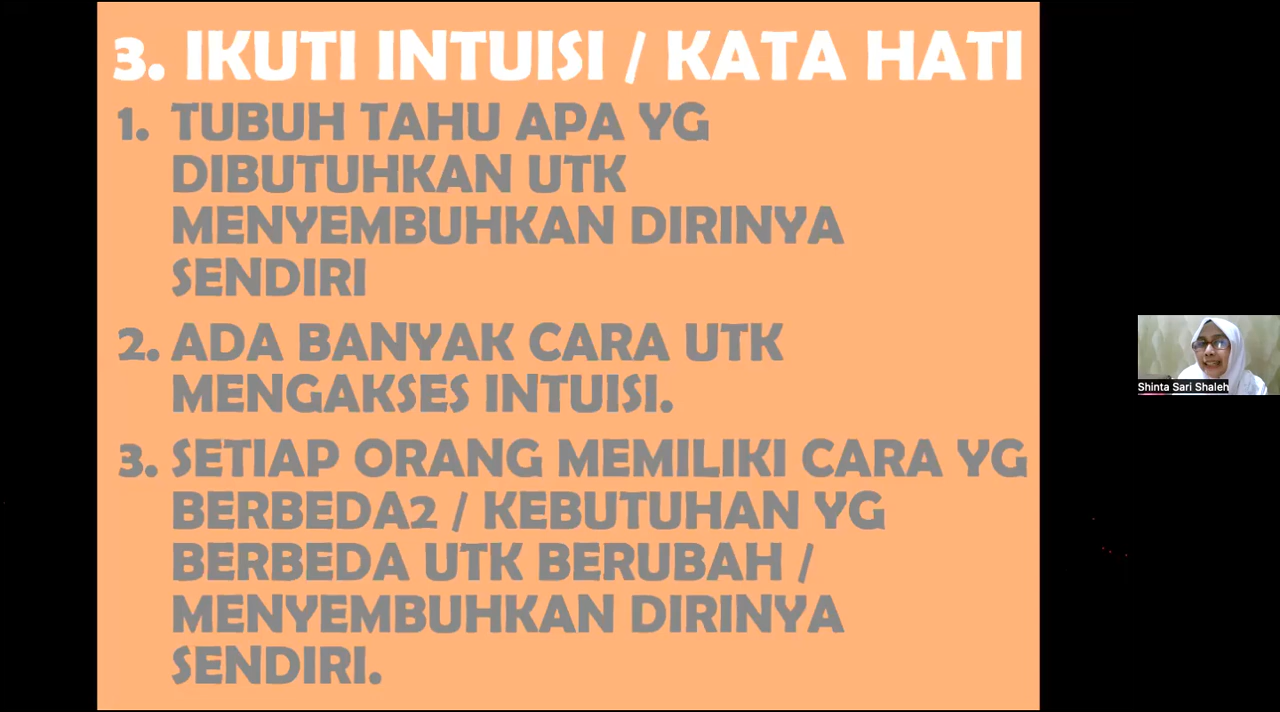 3. IKUTI INTUISI / KATA HATI
1. TUBUH TAHU APA YG
DIBUTUHKAN UTK
MENYEMBUHKAN DIRINYA
SENDIRI
2. ADA BANYAK CARA UTK
MENGAKSES INTUISI.
3. SETIAP ORANG MEMILIKI CARA YG
BERBEDA2 / KEBUTUHAN YG
BERBEDA UTK BERUBAH /
MENYEMBUHKAN DIRINYA
SENDIRI.
Shinta Sari Shaleh